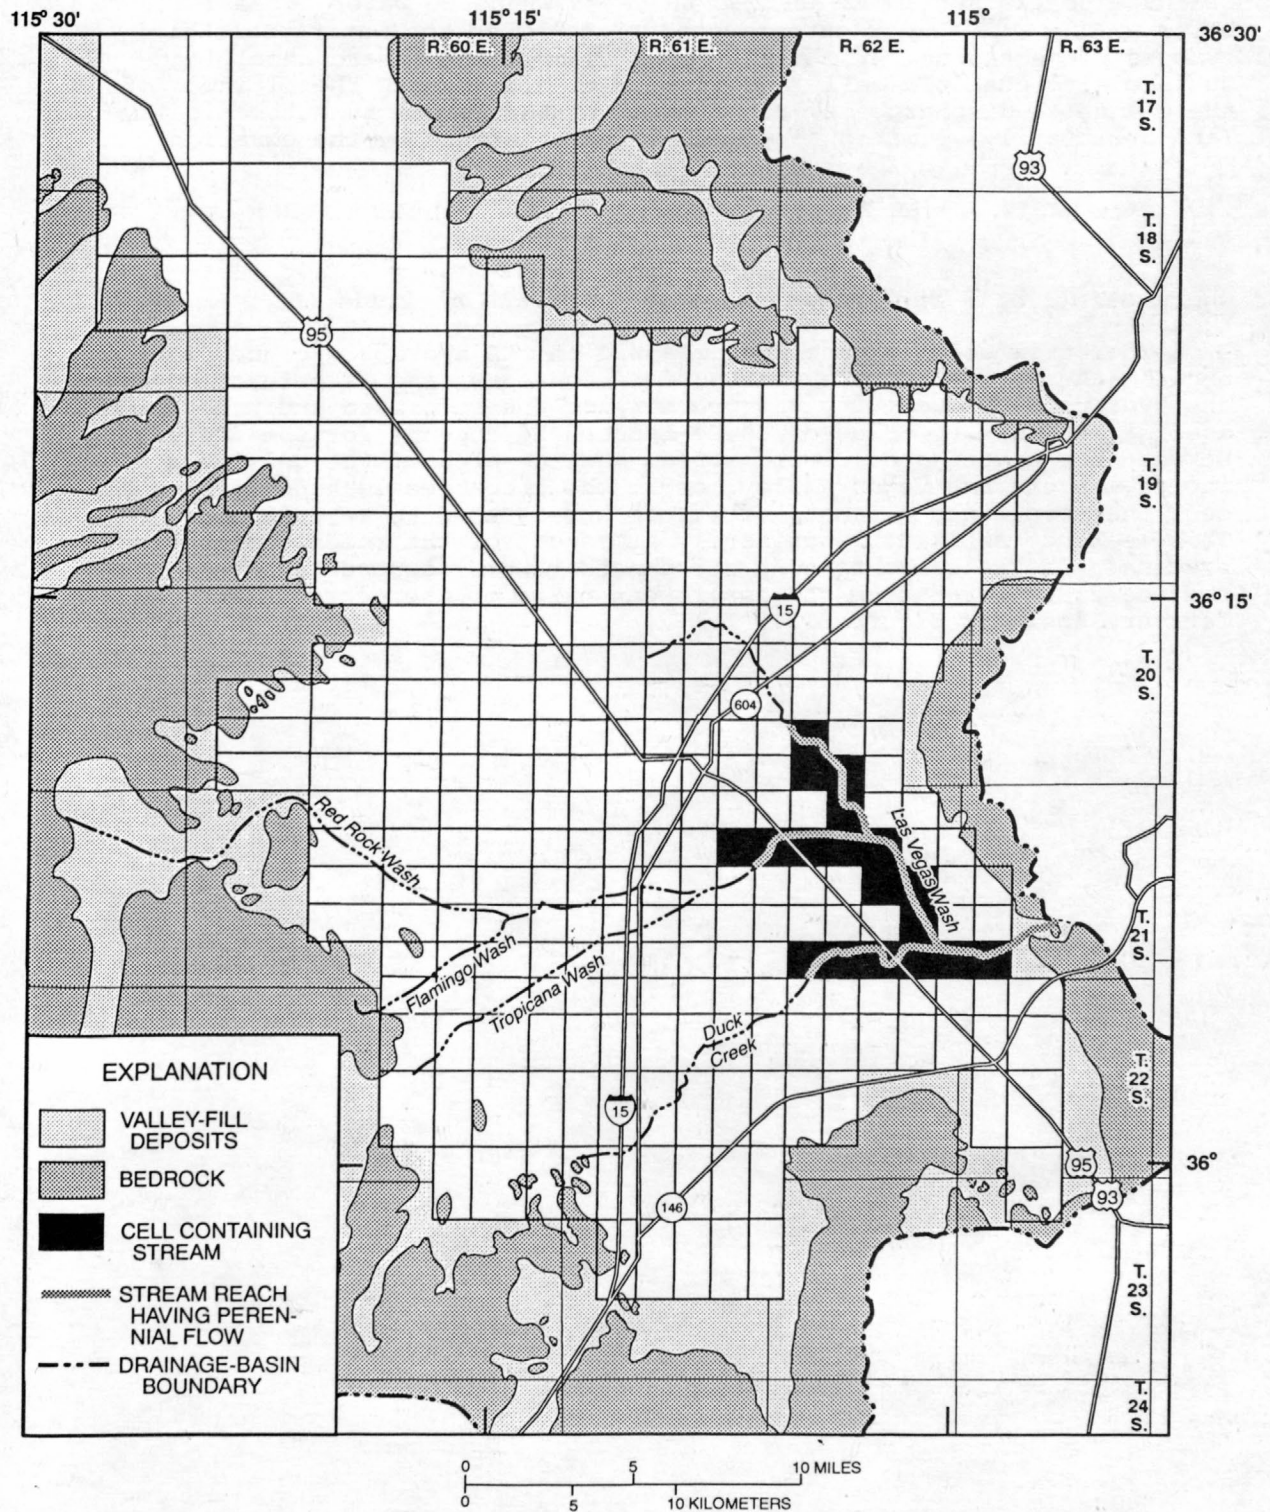 115° 30'
115° 15'
115°
36° 30'
R. 60 E.
R. 61 E.
R. 62 E.
R. 63 E.
T.
17
S.
93
T.
18
S.
95
T.
19
S.
15
36° 15'
T.
20
S.
604
Red Rock Wash
Las Vegas Wash
T.
21
S.
Flamingo Wash
Tropicana Wash
Duck
Creek
EXPLANATION
VALLEY-FILL
DEPOSITS
BEDROCK
CELL CONTAINING
STREAM
STREAM REACH
HAVING PEREN-
NIAL FLOW
DRAINAGE-BASIN
BOUNDARY
15
T.
22
S.
95
36°
93
146
T.
23
S.
T.
24
S.
0 5 10 MILES
0 5 10 KILOMETERS